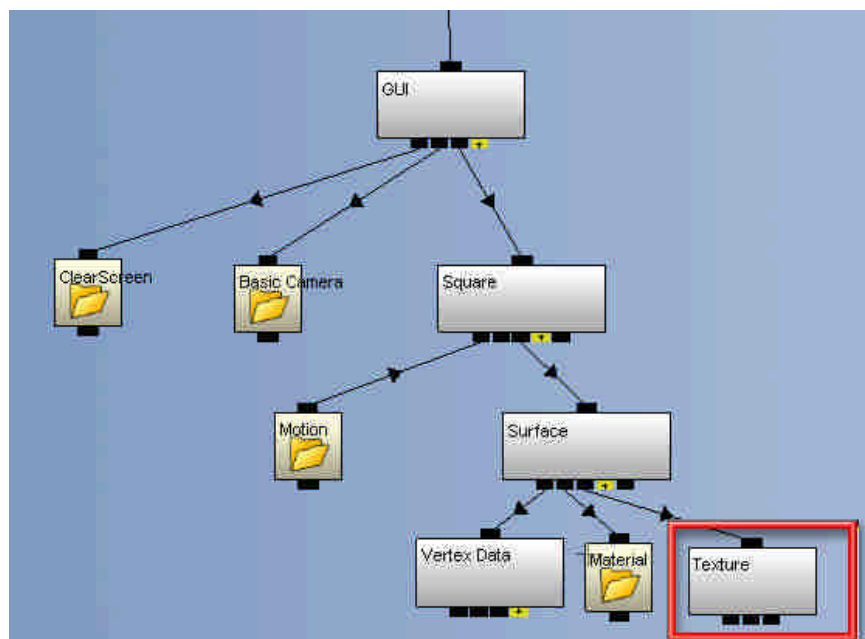 GUI
ClearScreen
Basic Camera
Square
Motion
Surface
Vertex Data
Material
Texture